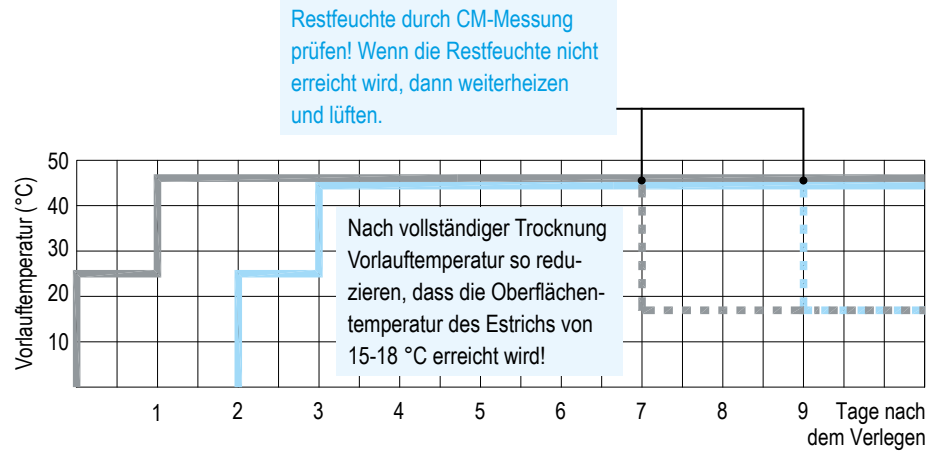 Restfeuchte durch CM-Messung
prüfen! Wenn die Restfeuchte nicht
erreicht wird, dann weiterheizen
und lüften.
Vorlauftemperatur (°C)
50
40
30
20
10
Nach vollständiger Trocknung
Vorlauftemperatur so redu-
zieren, dass die Oberflächen-
temperatur des Estrichs von
15-18 °C erreicht wird!
1 2 3 4 5 6 7 8 9 Tage nach
dem Verlegen